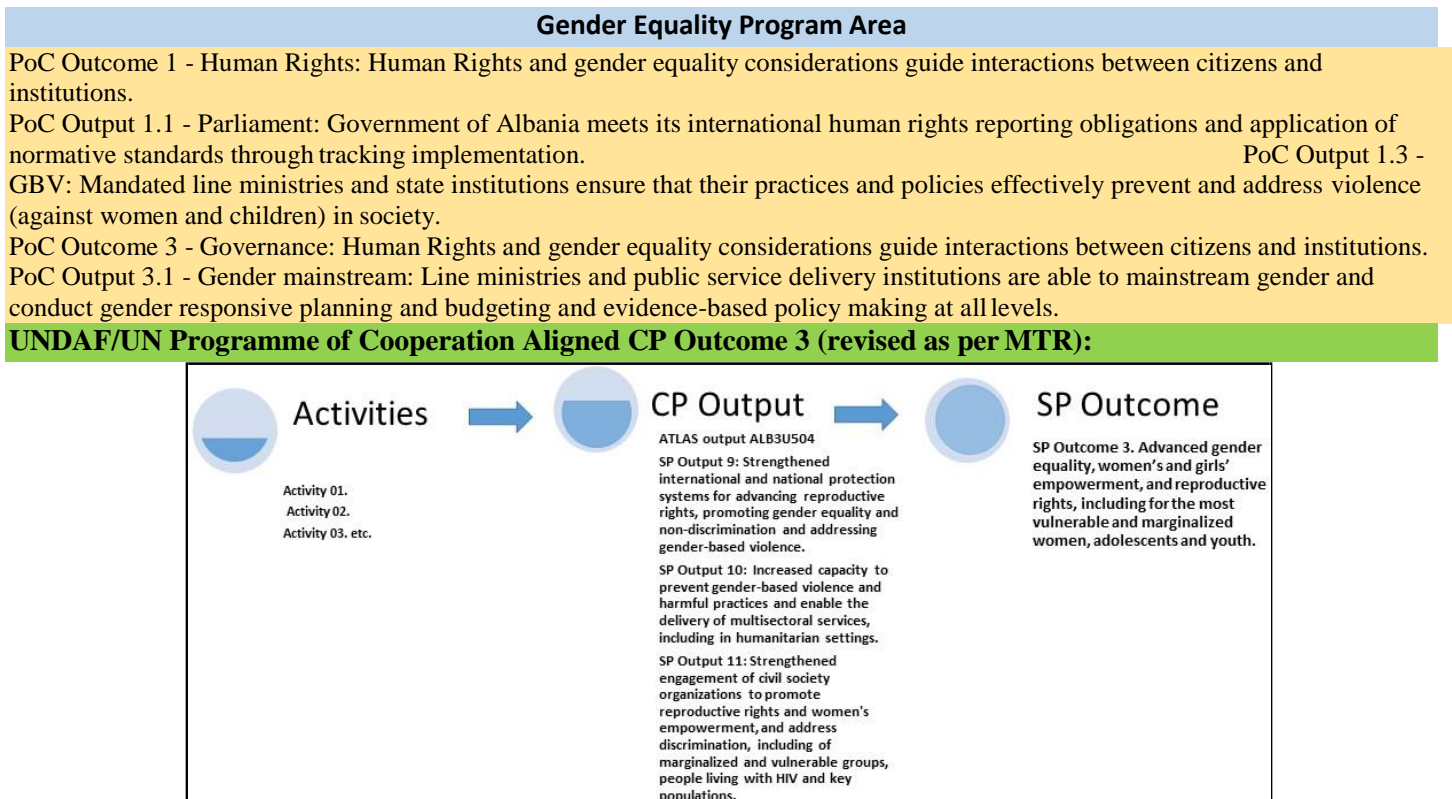 Gender Equality Program Area
PoC Outcome 1 - Human Rights: Human Rights and gender equality considerations guide interactions between citizens and
institutions.
PoC Output 1.1 - Parliament: Government of Albania meets its international human rights reporting obligations and application of
normative standards through tracking implementation. PoC Output 1.3 -
GBV: Mandated line ministries and state institutions ensure that their practices and policies effectively prevent and address violence
(against women and children) in society.
PoC Outcome 3 - Governance: Human Rights and gender equality considerations guide interactions between citizens and institutions.
PoC Output 3.1 - Gender mainstream: Line ministries and public service delivery institutions are able to mainstream gender and
conduct gender responsive planning and budgeting and evidence-based policy making at all levels.
UNDAF/UN Programme of Cooperation Aligned CP Outcome 3 (revised as per MTR):
Activities
Activity 01.
Activity 02.
Activity 03. etc.
CP Output
ATLAS output ALB3U504
SP Output 9: Strengthened
international and national protection
systems for advancing reproductive
rights, promoting gender equality and
non-discrimination and addressing
gender-based violence.
SP Output 10: Increased capacity to
prevent gender-based violence and
harmful practices and enable the
delivery of multisectoral services,
including in humanitarian settings.
SP Output 11: Strengthened
engagement of civil society
organizations to promote
reproductive rights and women's
empowerment, and address
discrimination, including of
marginalized and vulnerable groups,
people living with HIV and key
populations.
SP Outcome
SP Outcome 3. Advanced gender
equality, women's and girls'
empowerment, and reproductive
rights, including for the most
vulnerable and marginalized
women, adolescents and youth.